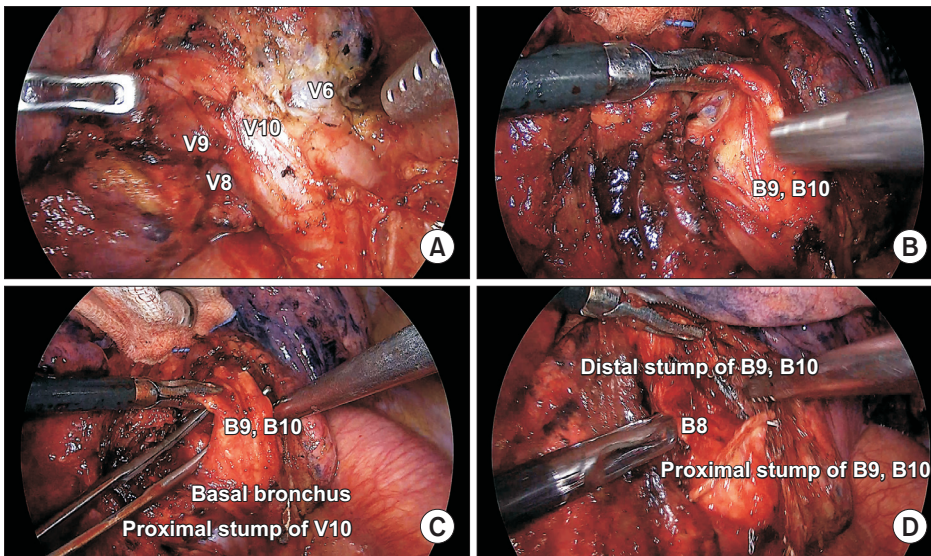 V6
V10
V9
V8
A
B9, B10
B
B9, B10
Basal bronchus
Proximal stump of V10
C
Distal stump of B9, B10
B8
Proximal stump of B9, B10
D